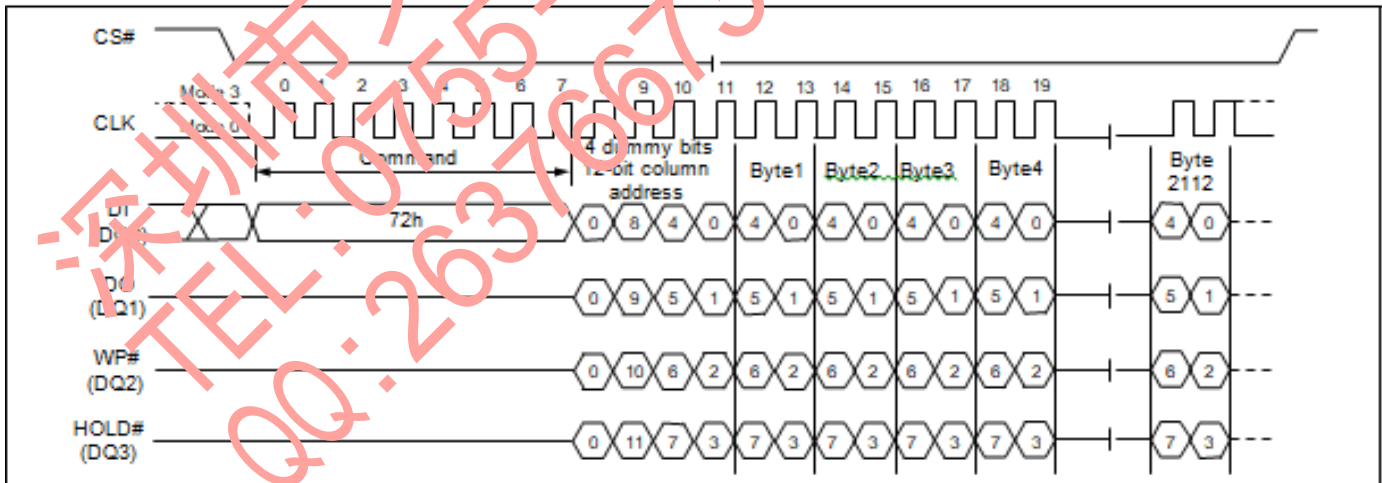 CS#
Mode 3
0 1 2 3 4 5 6 7 8 9 10 11 12 13 14 15 16 17 18 19
CLK
Mode 0
Command
4 dummy bits
12-bit column
address
Byte1 Byte2 Byte3 Byte4
Byte
2112
DI
72h
0 8 4 0 4 0 4 0 4 0 4 0 4 0
DO
(DQ1)
0 9 5 1 5 1 5 1 5 1 5 1 5 1
WP#
(DQ2)
0 10 6 2 6 2 6 2 6 2 6 2 6 2
HOLD#
(DQ3)
0 11 7 3 7 3 7 3 7 3 7 3 7 3
深圳市
TEL:0755
QQ:26376675